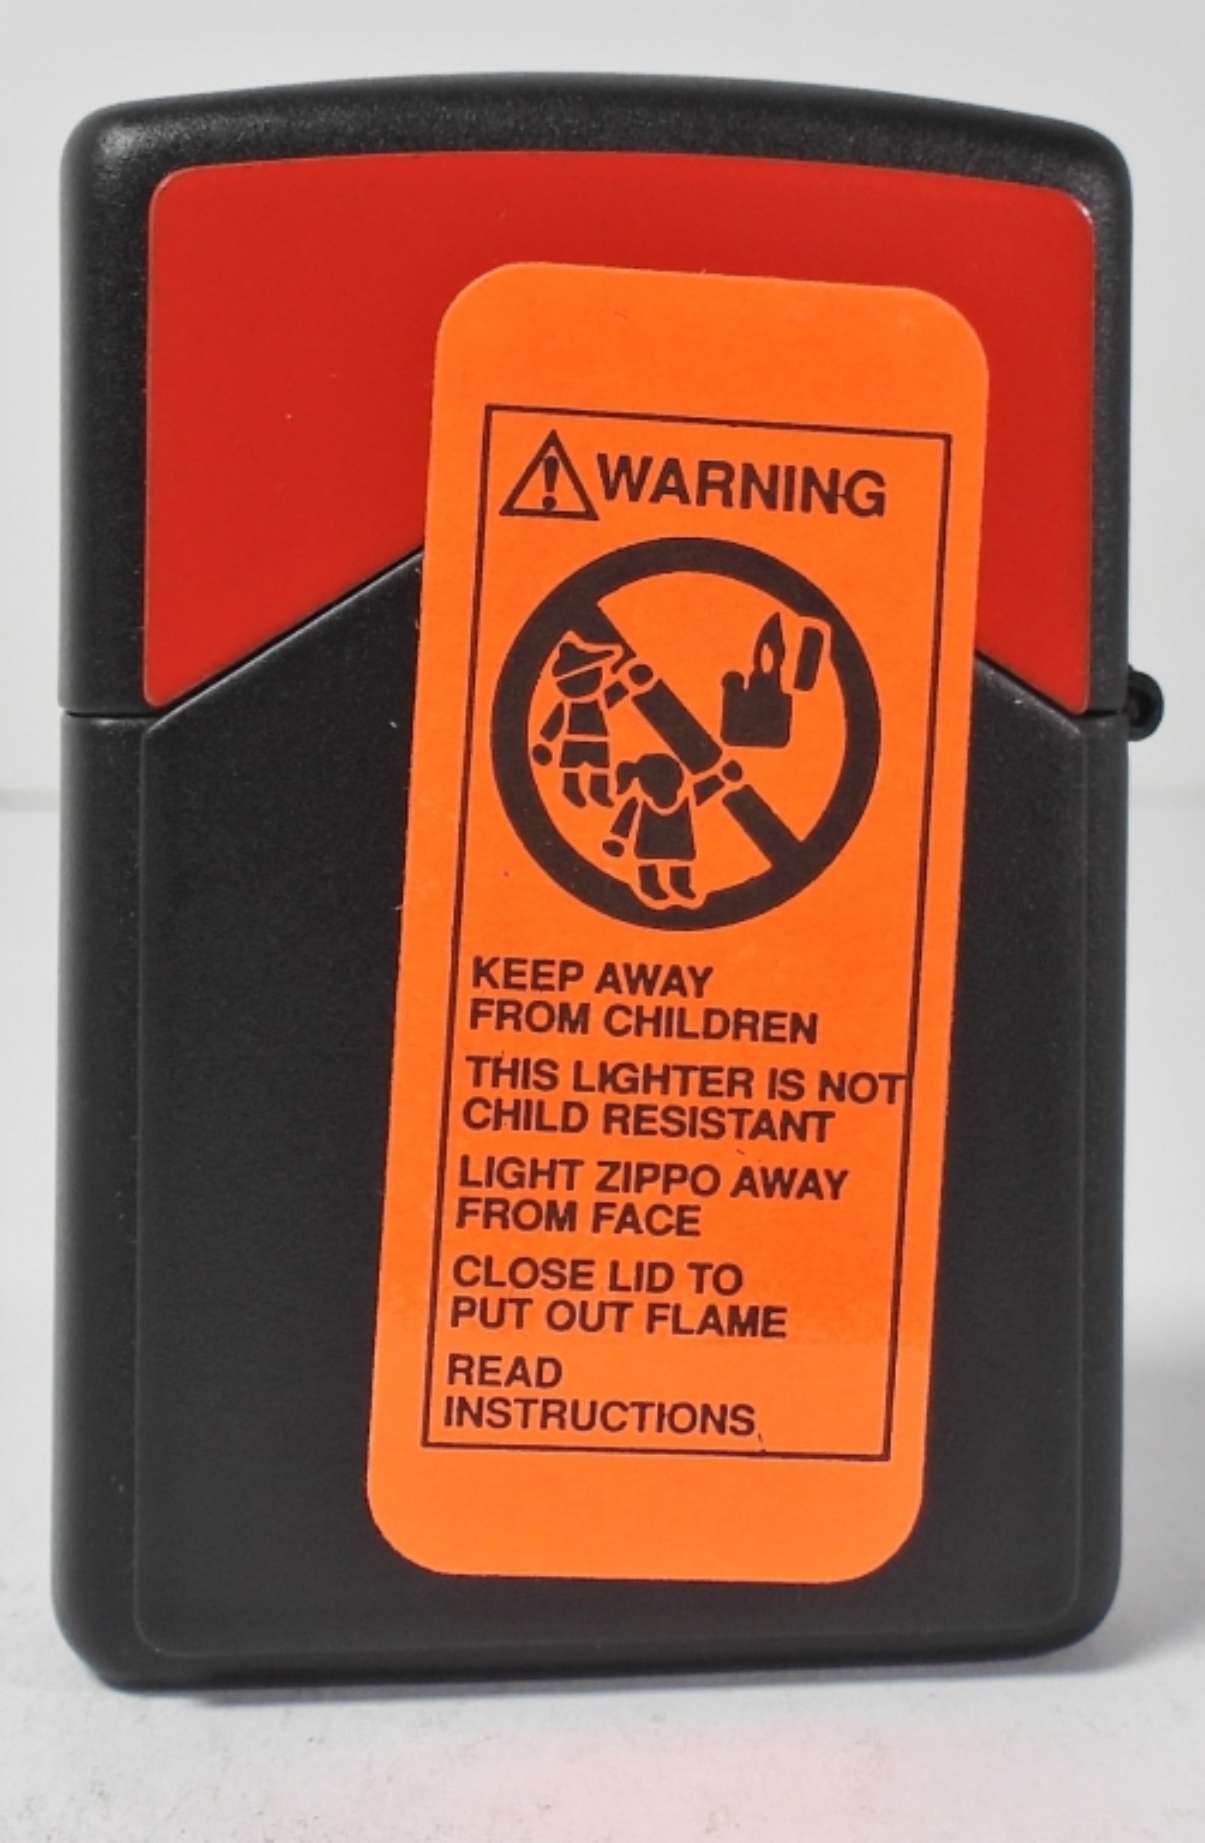 WARNING
KEEP AWAY
FROM CHILDREN
THIS LIGHTER IS NOT
CHILD RESISTANT
LIGHT ZIPPO AWAY
FROM FACE
CLOSE LID TO
PUT OUT FLAME
READ
INSTRUCTIONS